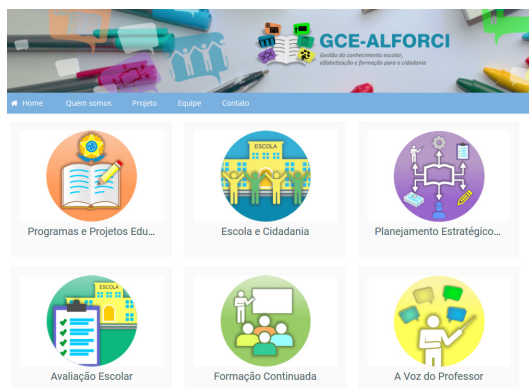 GCE-ALFORCI
Gestão do conhecimento escolar,
alfabetização e formação para a cidadania
Home Quem somos Projeto Equipe Contato
ESCOLA
Programas e Projetos Edu... Escola e Cidadania Planejamento Estratégico...
ESCOLA
Avaliação Escolar Formação Continuada A Voz do Professor